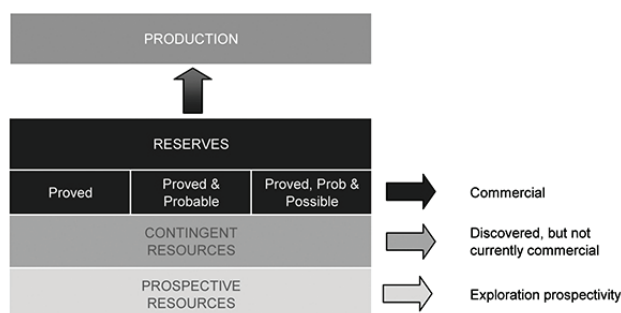 PRODUCTION
RESERVES
Proved
Proved &
Probable
Proved, Prob &
Possible
Commercial
CONTINGENT
RESOURCES
Discovered, but not
currently commercial
PROSPECTIVE
RESOURCES
Exploration prospectivity